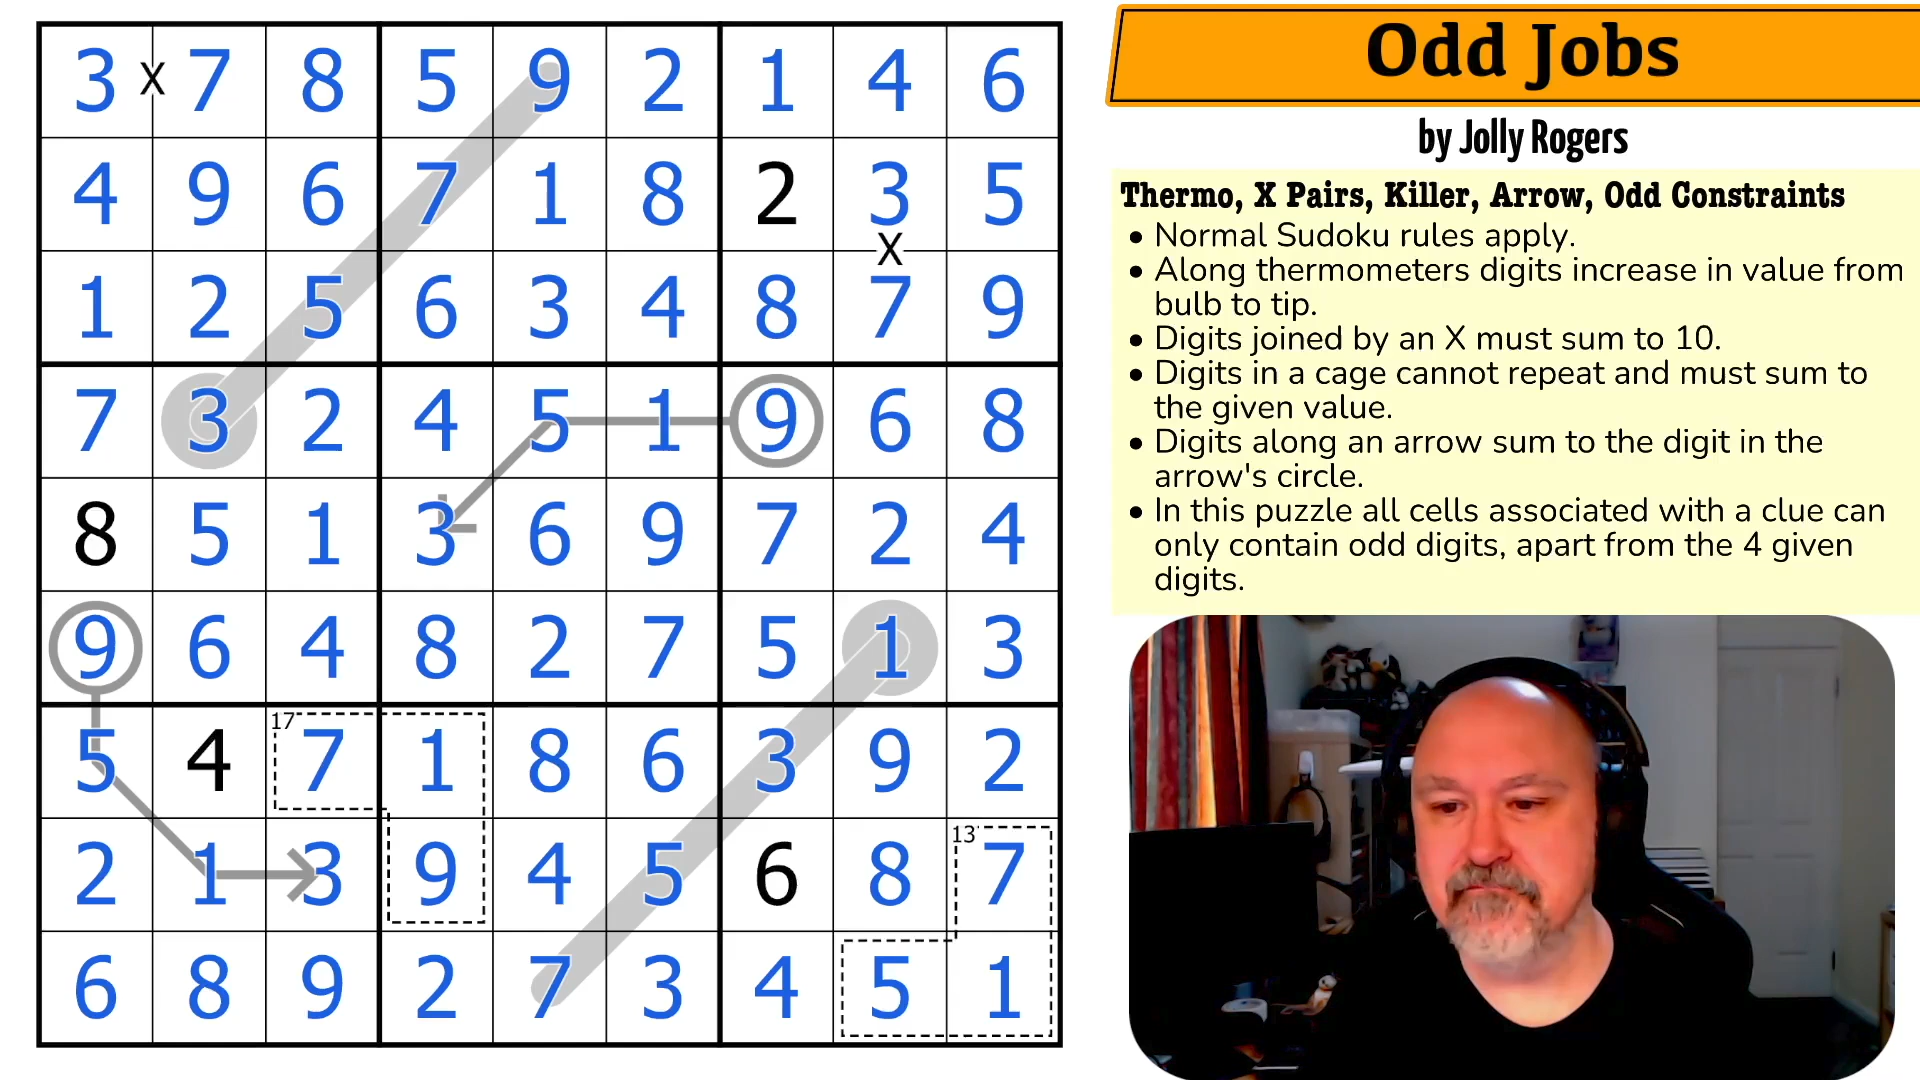 Odd Jobs
by Jolly Rogers
Thermo, X Pairs, Killer, Arrow, Odd Constraints
• Normal Sudoku rules apply.
• Along thermometers digits increase in value from
bulb to tip.
• Digits joined by an X must sum to 10.
• Digits in a cage cannot repeat and must sum to
the given value.
• Digits along an arrow sum to the digit in the
arrow's circle.
• In this puzzle all cells associated with a clue can
only contain odd digits, apart from the 4 given
digits.
3 X 7 8 5 9 2 1 4 6
4 9 6 7 1 8 2 3 5
X
1 2 5 6 3 4 8 7 9
7 3 2 4 5 1 9 6 8
8 5 1 3 6 9 7 2 4
9 6 4 8 2 7 5 1 3
17
5 4 7 1 8 6 3 9 2
13
2 1 3 9 4 5 6 8 7
6 8 9 2 7 3 4 5 1